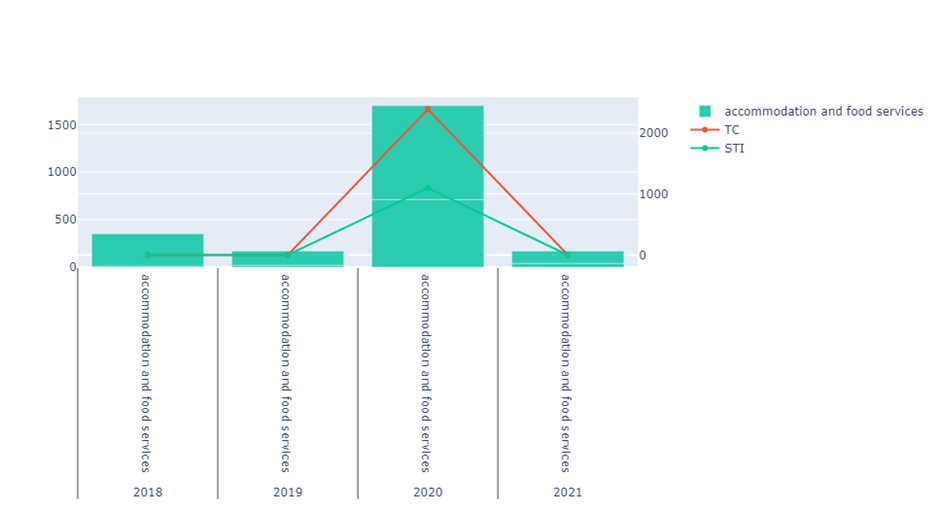 accommodation and food services
TC
STI
1500
1000
500
0
2000
1000
0
accommodation and food services
accommodation and food services
accommodation and food services
accommodation and food services
2018
2019
2020
2021